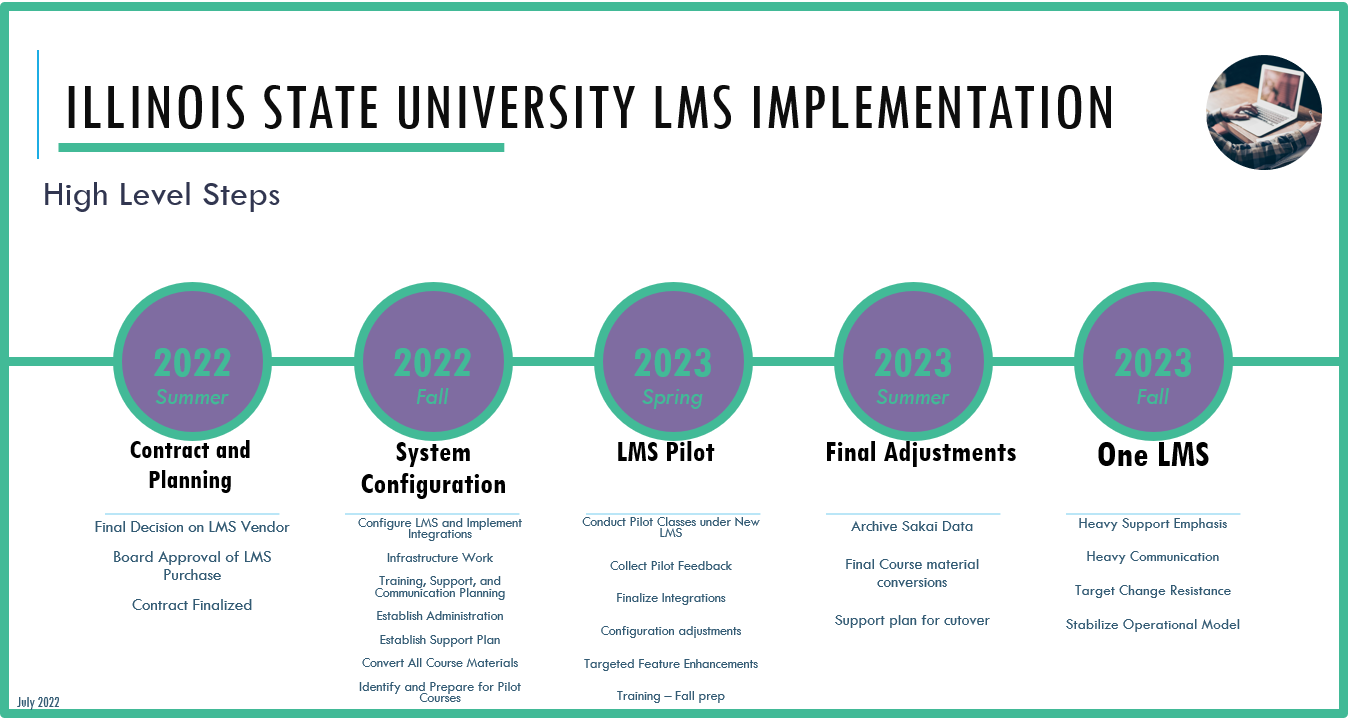 ILLINOIS STATE UNIVERSITY LMS IMPLEMENTATION
High Level Steps
2022
Summer
Contract and
Planning
Final Decision on LMS Vendor
Board Approval of LMS
Purchase
Contract Finalized
2022
Fall
System
Configuration
Configure LMS and Implement
Integrations
Infrastructure Work
Training, Support, and
Communication Planning
Establish Administration
Establish Support Plan
Convert All Course Materials
Identify and Prepare for Pilot
Courses
2023
Spring
LMS Pilot
Conduct Pilot Classes under New
LMS
Collect Pilot Feedback
Finalize Integrations
Configuration adjustments
Targeted Feature Enhancements
Training – Fall prep
2023
Summer
Final Adjustments
Archive Sakai Data
Final Course material
conversions
Support plan for cutover
2023
Fall
One LMS
Heavy Support Emphasis
Heavy Communication
Target Change Resistance
Stabilize Operational Model
July 2022